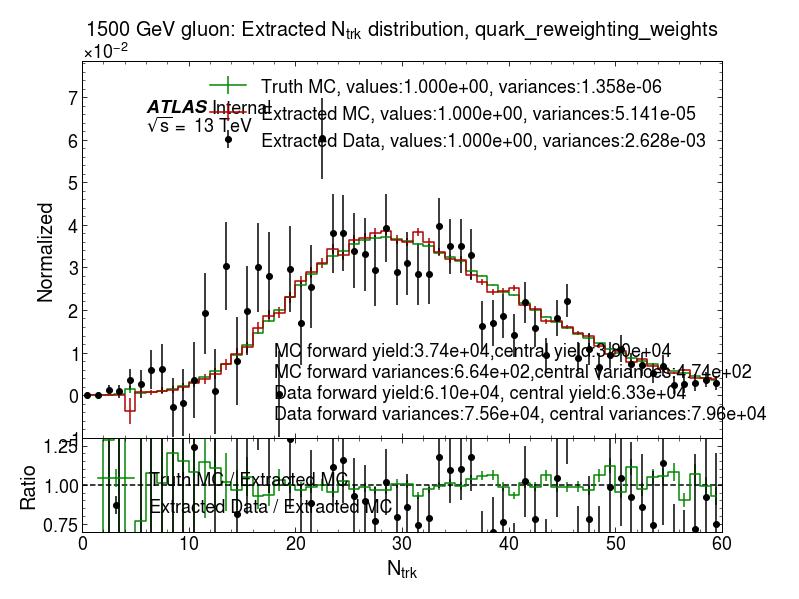 1500 GeV gluon: Extracted Ntrk distribution, quark_reweighting_weights
×10−2
Truth MC, values:1.000e+00, variances:1.358e-06
ATLAS Internal
Extracted MC, values:1.000e+00, variances:5.141e-05
√s = 13 TeV
Extracted Data, values:1.000e+00, variances:2.628e-03
7
6
5
4
3
2
1
0
−1
Normalized
MC forward yield:3.74e+04,central yield:3.90e+04
MC forward variances:6.64e+02,central variances:4.74e+02
Data forward yield:6.10e+04, central yield:6.33e+04
Data forward variances:7.56e+04, central variances:7.96e+04
1.25
1.00
0.75
Ratio
Truth MC / Extracted MC
Extracted Data / Extracted MC
0 10 20 30 40 50 60
Ntrk